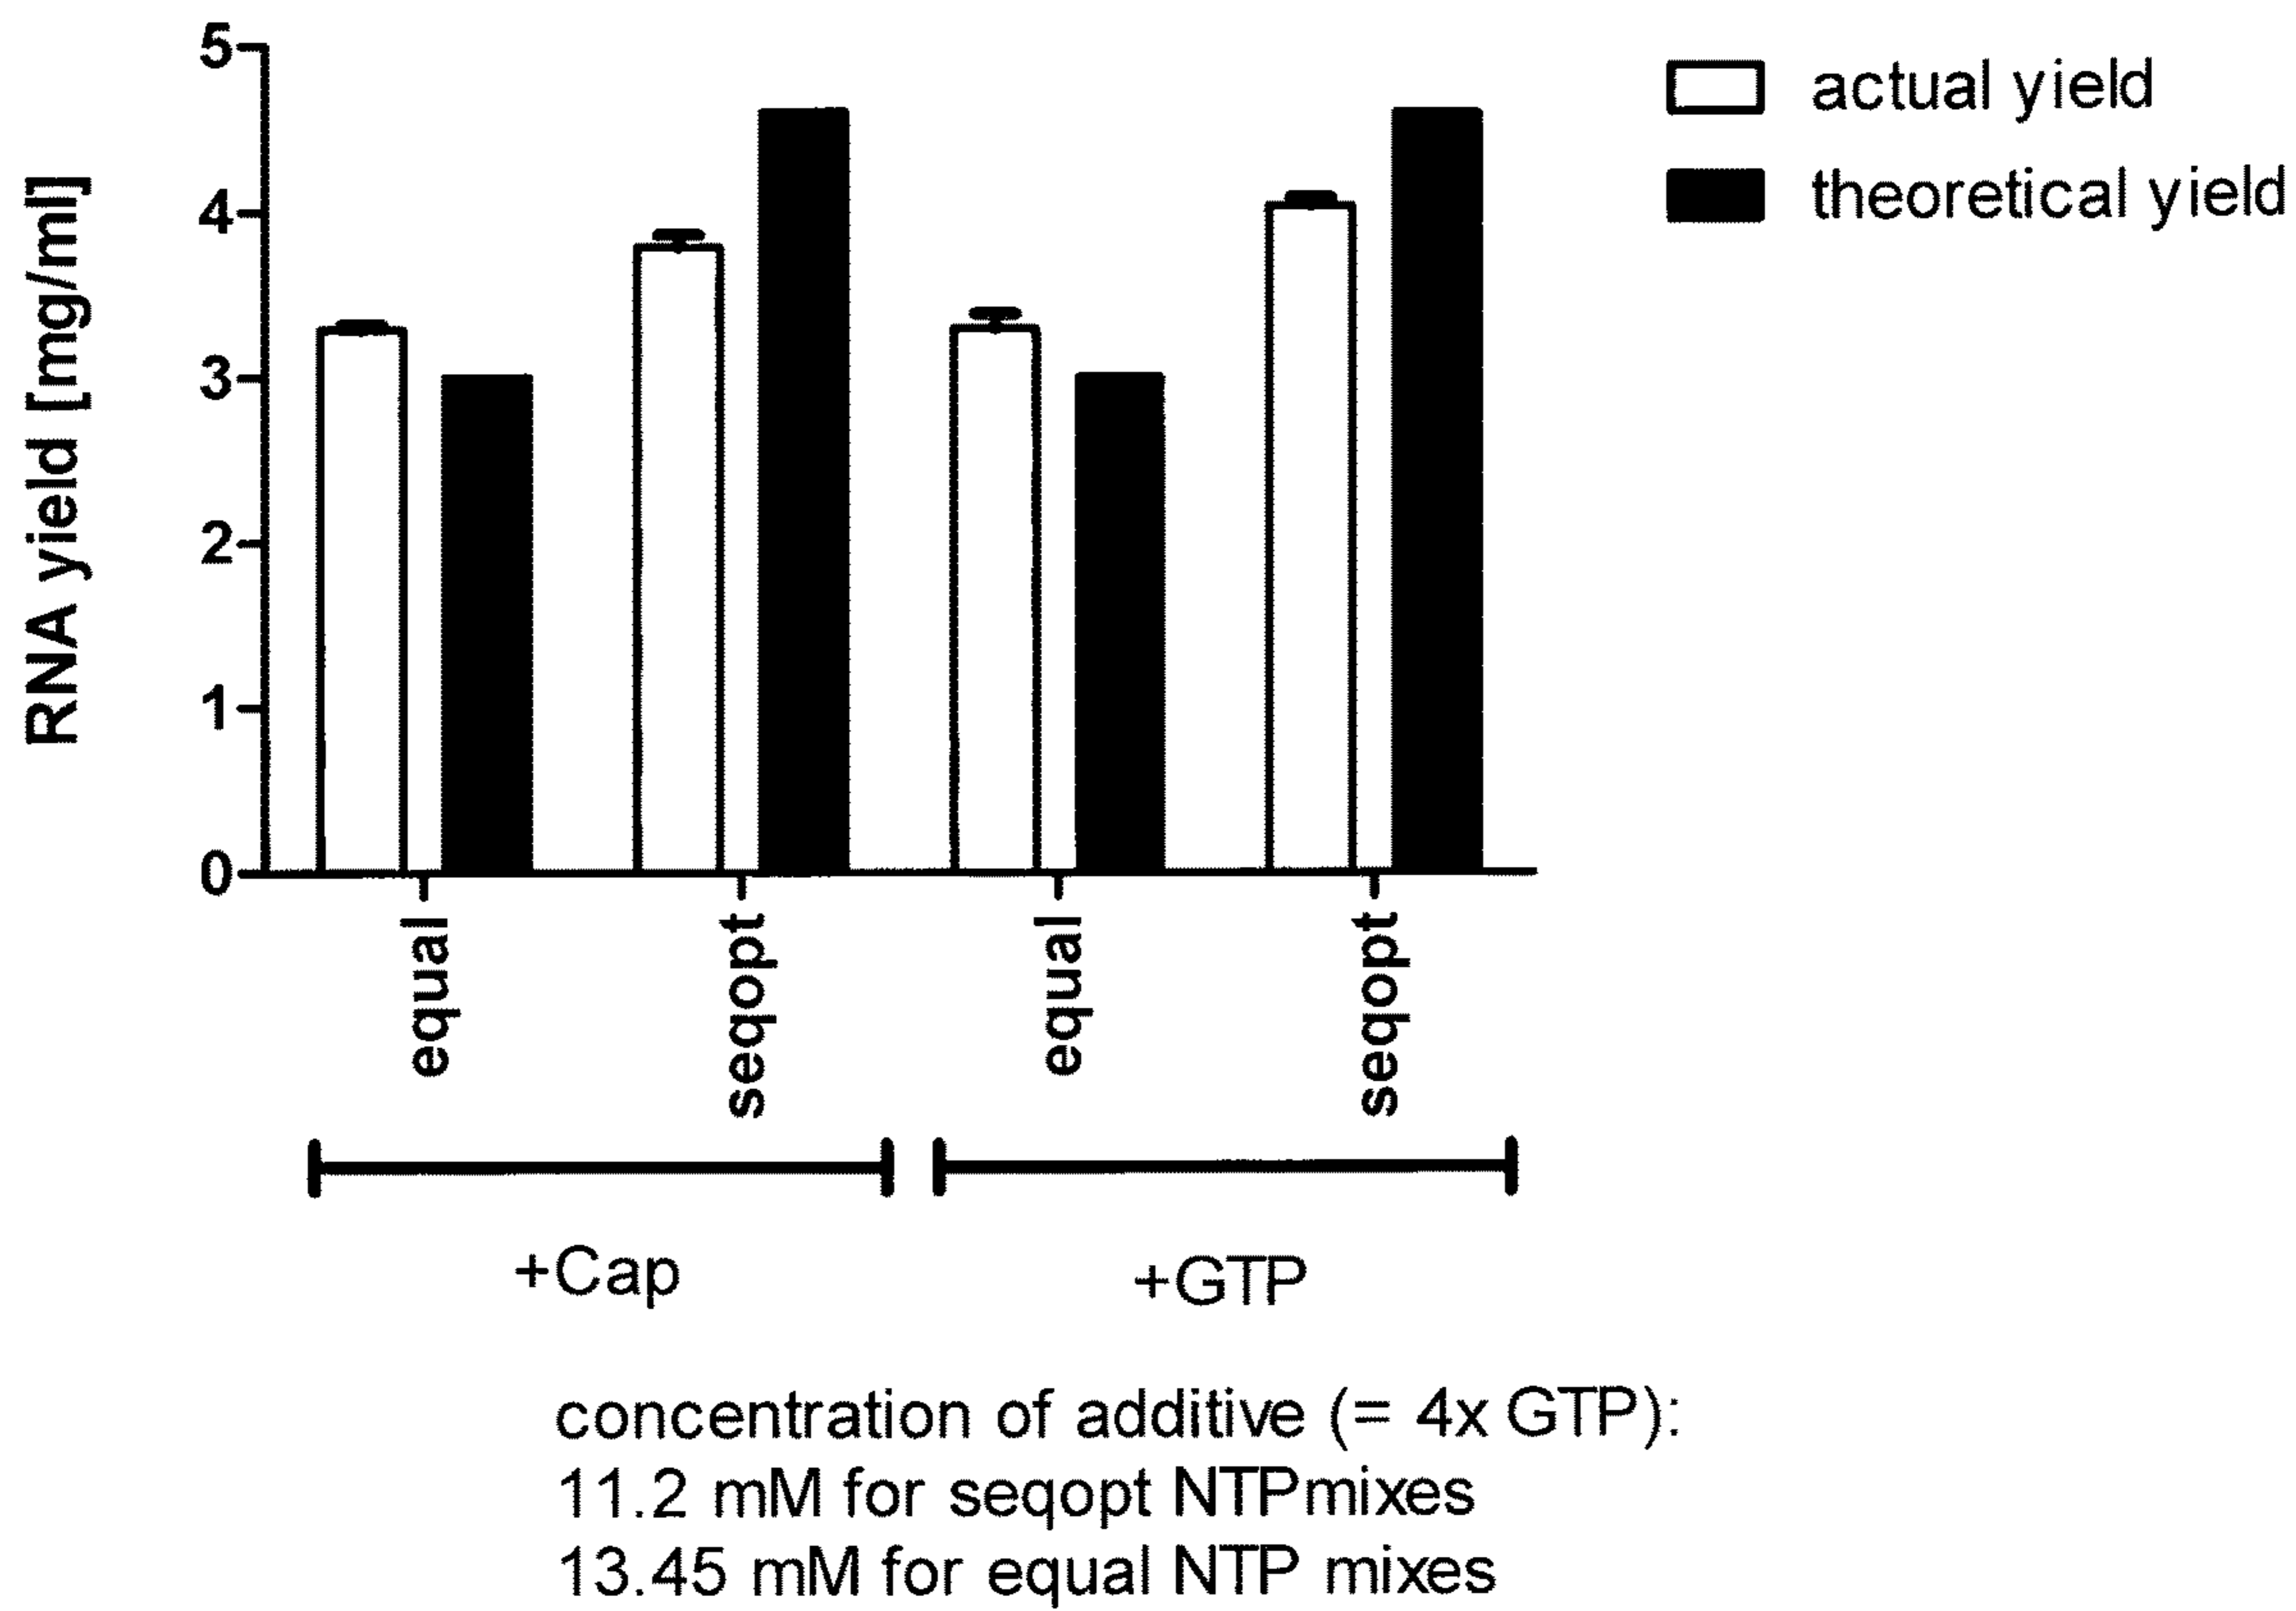 5
4
3
2
1
0
RNA yield [mg/ml]
actual yield
theoretical yield
equal
seqopt
equal
seqopt
+Cap
+GTP
concentration of additive (= 4x GTP):
11.2 mM for seqopt NTPmixes
13.45 mM for equal NTP mixes